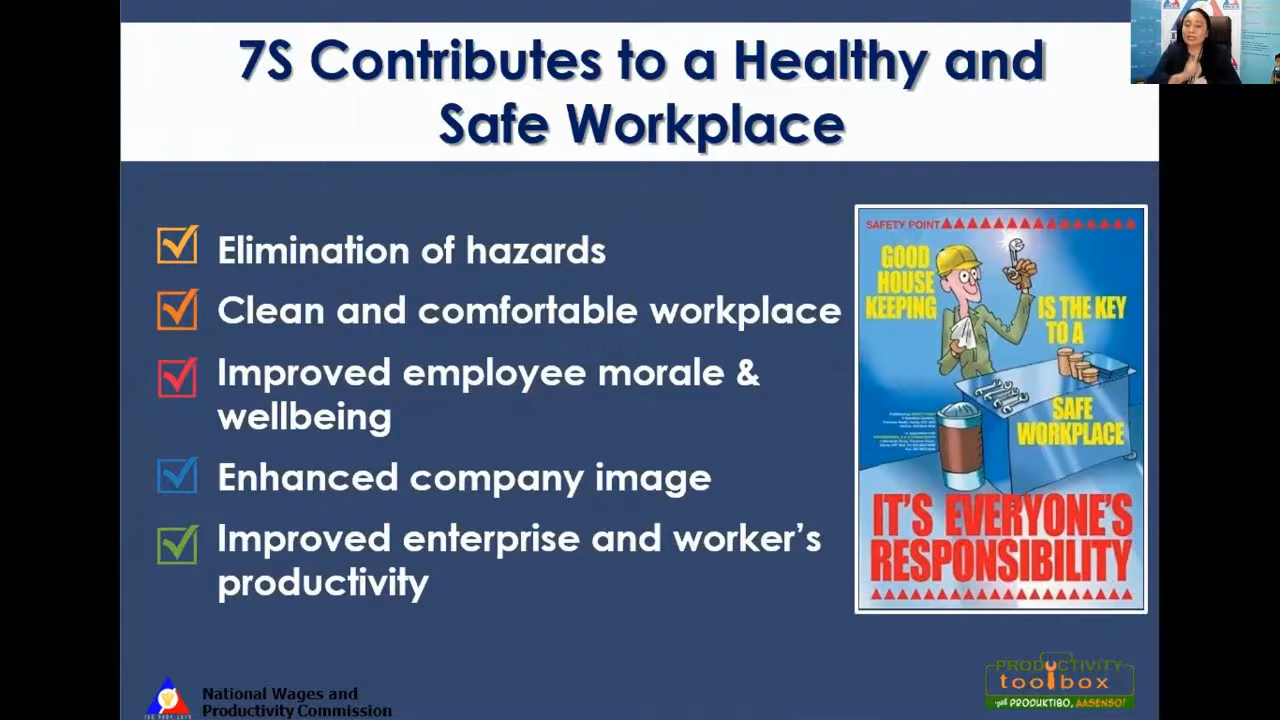 7S Contributes to a Healthy and
Safe Workplace
Elimination of hazards
Clean and comfortable workplace
Improved employee morale &
wellbeing
Enhanced company image
Improved enterprise and worker’s
productivity
SAFETY POINT
GOOD
HOUSE
KEEPING
IS THE KEY
TO A
SAFE
WORKPLACE
IT'S EVERYONE'S
RESPONSIBILITY
National Wages and
Productivity Commission
PRODUCTIVITY
toolbox
PRODUKTIBO, AASENSO!